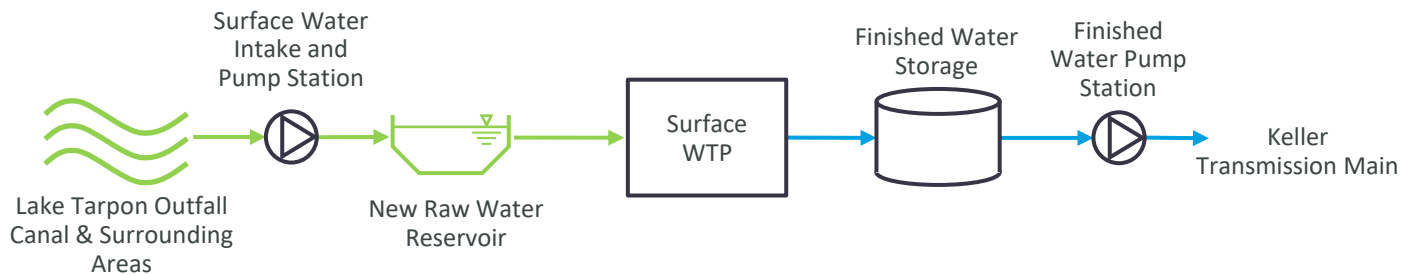 Surface Water
Intake and
Pump Station
Finished Water
Storage
Finished
Water Pump
Station
Surface
WTP
Keller
Transmission Main
Lake Tarpon Outfall
Canal & Surrounding
Areas
New Raw Water
Reservoir